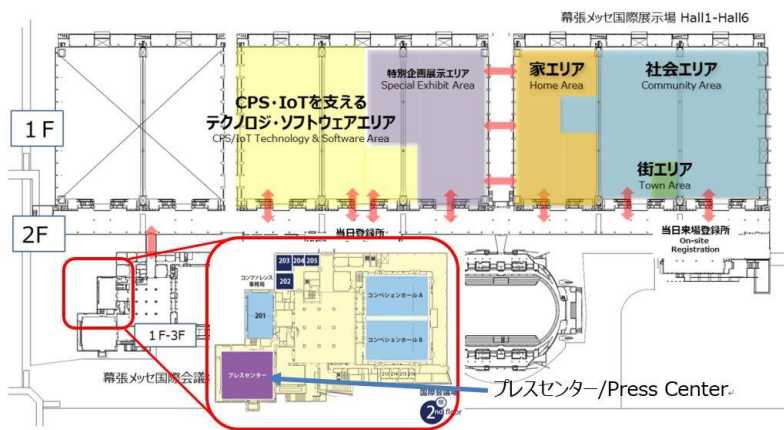 幕張メッセ国際展示場 Hall1-Hall6
1F
CPS・IoTを支える
テクノロジ・ソフトウェアエリア
CPS/IoT Technology & Software Area
特別企画展示エリア
Special Exhibit Area
家エリア
Home Area
社会エリア
Community Area
街エリア
Town Area
2F
当日登録所
当日来場登録所
On-site
Registration
203
204
205
202
コンファレンス
事務局
201
コンベションホール A
コンベションホール B
プレスセンター
1F-3F
幕張メッセ国際会議
国際会議場
2nd floor
階
プレスセンター/Press Center